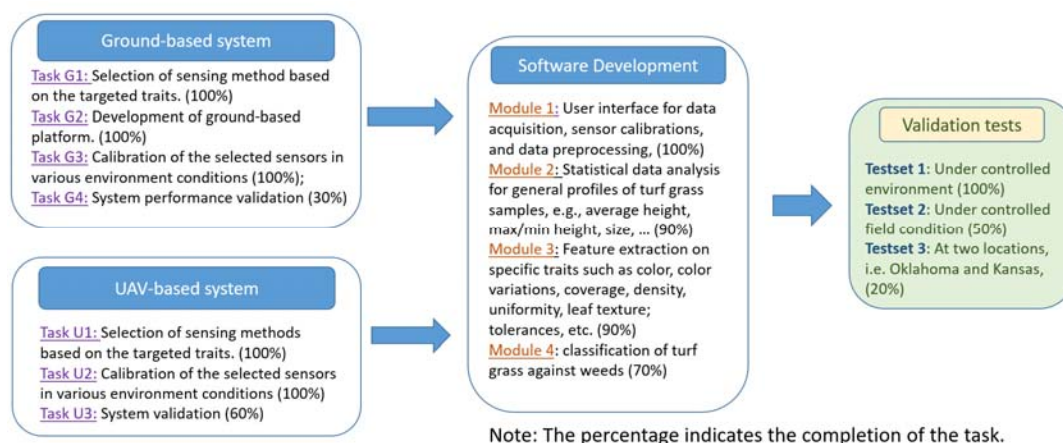 Ground-based system
Task G1: Selection of sensing method based
on the targeted traits. (100%)
Task G2: Development of ground-based
platform. (100%)
Task G3: Calibration of the selected sensors in
various environment conditions (100%);
Task G4: System performance validation (30%)
UAV-based system
Task U1: Selection of sensing methods
based on the targeted traits. (100%)
Task U2: Calibration of the selected sensors
in various environment conditions (100%)
Task U3: System validation (60%)
Software Development
Module 1: User interface for data
acquisition, sensor calibrations,
and data preprocessing, (100%)
Module 2: Statistical data analysis
for general profiles of turf grass
samples, e.g., average height,
max/min height, size, ... (90%)
Module 3: Feature extraction on
specific traits such as color, color
variations, coverage, density,
uniformity, leaf texture;
tolerances, etc. (90%)
Module 4: classification of turf
grass against weeds (70%)
Validation tests
Testset 1: Under controlled
environment (100%)
Testset 2: Under controlled
field condition (50%)
Testset 3: At two locations,
i.e. Oklahoma and Kansas,
(20%)
Note: The percentage indicates the completion of the task.